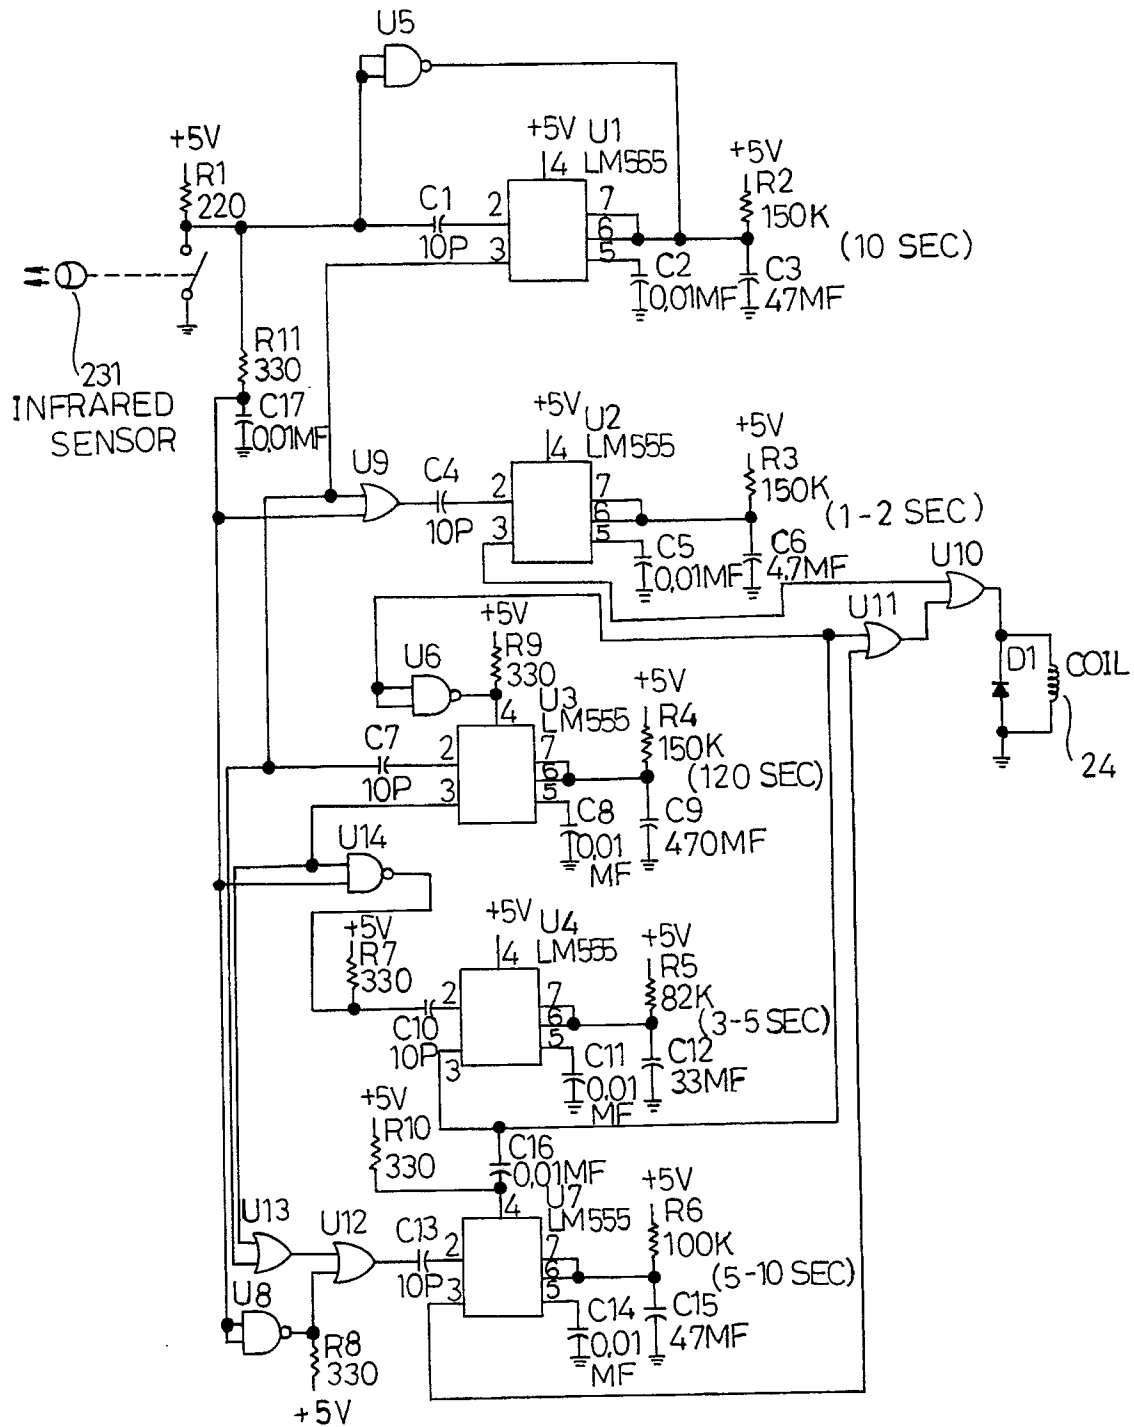 U5
+5V U1
4 LM555
+5V
R1
220
C1
10P
2
3
7
6
5
+5V
R2
150K
(10 SEC)
C2
0,01MF
C3
47MF
231
INFRARED
SENSOR
R11
330
C17
0,01MF
U9
C4
10P
+5V U2
4 LM555
2
3
7
6
5
+5V
R3
150K
(1-2 SEC)
C5
0,01MF
C6
4,7MF
U10
U11
D1
COIL
24
+5V
R9
330
U6
U3
4 LM555
C7
10P
2
3
7
6
5
+5V
R4
150K
(120 SEC)
C8
0,01
MF
C9
470MF
U14
+5V
R7
330
+5V U4
4 LM555
C10
10P
2
3
7
6
5
+5V
R5
82K
(3-5 SEC)
C11
0,01
MF
C12
33MF
+5V
R10
330
C16
0,01MF
U7
4 LM555
U13
U12
C13
10P
2
3
7
6
5
+5V
R6
100K
(5-10 SEC)
C14
0,01
MF
C15
47MF
U8
R8
330
+5V